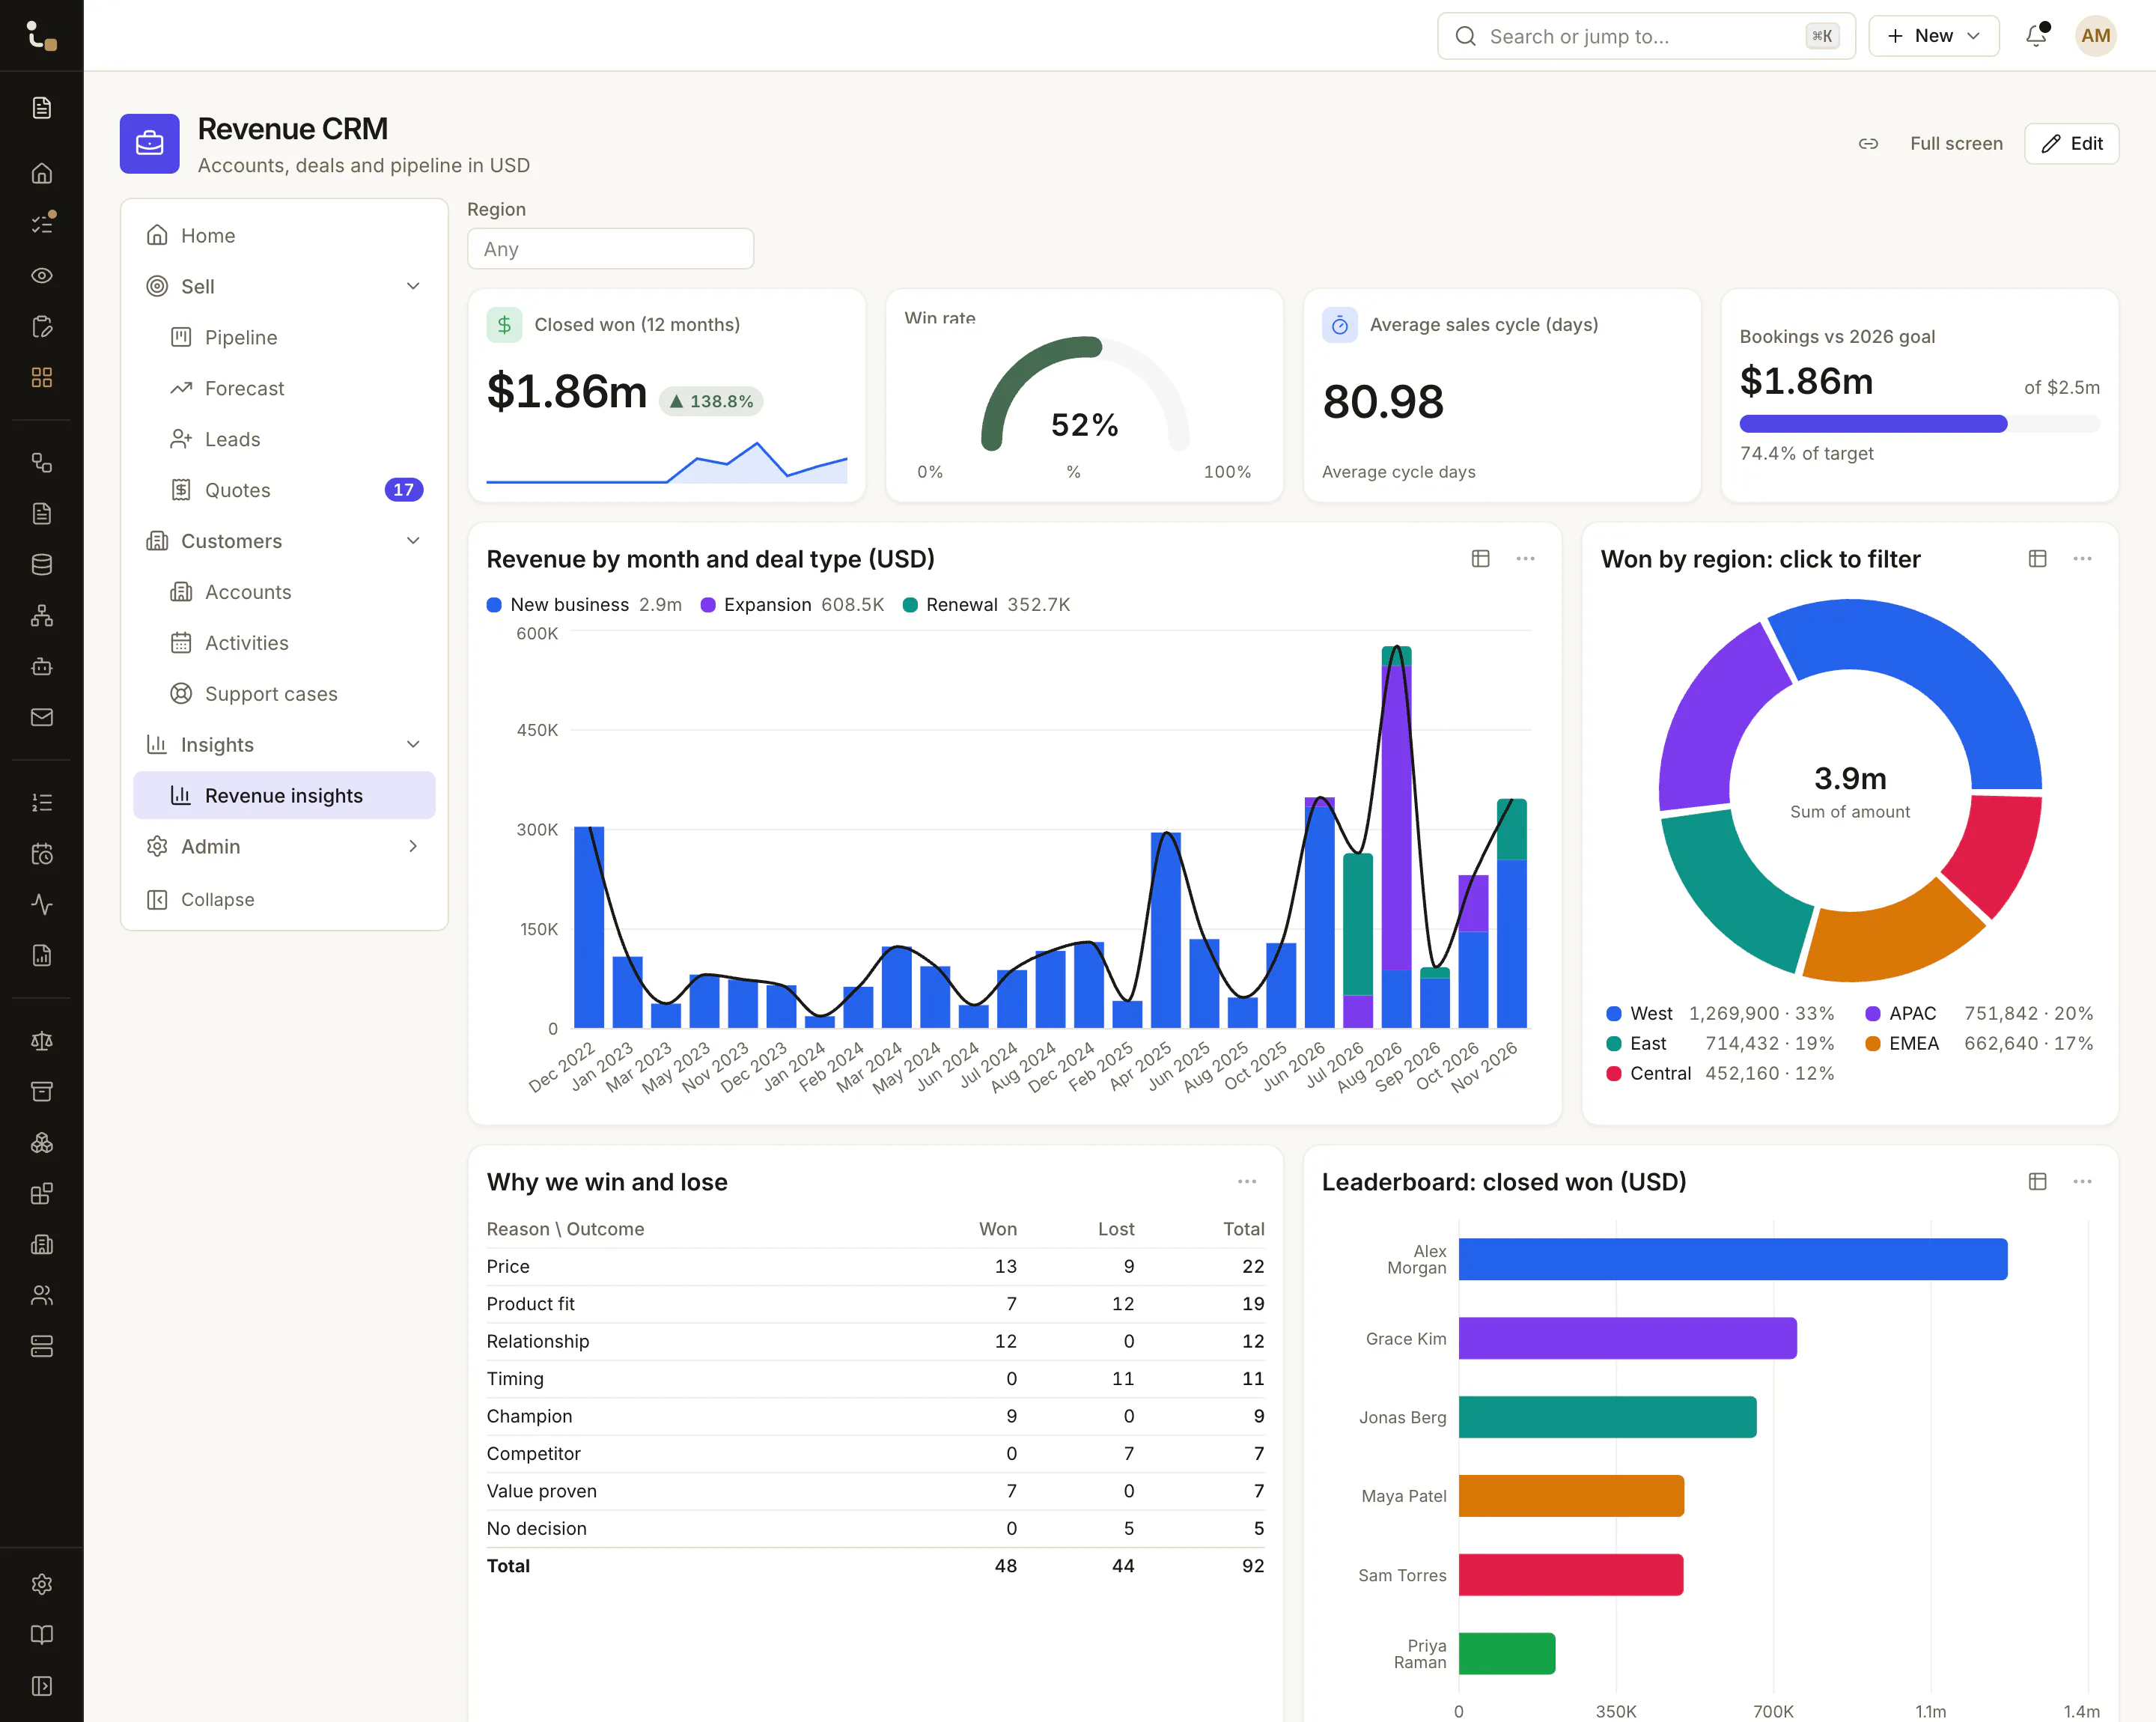 Search or jump to...
⌘K
New
AM
Revenue CRM
Accounts, deals and pipeline in USD
Full screen
Edit
Home
Sell
Pipeline
Forecast
Leads
Quotes 17
Customers
Accounts
Activities
Support cases
Insights
Revenue insights
Admin
Collapse
Region
Any
Closed won (12 months)
$1.86m ▲ 138.8%
Win rate
52%
0% % 100%
Average sales cycle (days)
80.98
Average cycle days
Bookings vs 2026 goal
$1.86m of $2.5m
74.4% of target
Revenue by month and deal type (USD)
New business 2.9m Expansion 608.5K Renewal 352.7K
600K
450K
300K
150K
0
Dec 2022 Jan 2023 Mar 2023 May 2023 Nov 2023 Dec 2023 Jan 2024 Feb 2024 Mar 2024 May 2024 Jun 2024 Jul 2024 Aug 2024 Dec 2024 Feb 2025 Apr 2025 Jun 2025 Aug 2025 Oct 2025 Jun 2026 Jul 2026 Aug 2026 Sep 2026 Oct 2026 Nov 2026
Won by region: click to filter
3.9m
Sum of amount
West 1,269,900 · 33% APAC 751,842 · 20%
East 714,432 · 19% EMEA 662,640 · 17%
Central 452,160 · 12%
Why we win and lose
Reason \ Outcome Won Lost Total
Price 13 9 22
Product fit 7 12 19
Relationship 12 0 12
Timing 0 11 11
Champion 9 0 9
Competitor 0 7 7
Value proven 7 0 7
No decision 0 5 5
Total 48 44 92
Leaderboard: closed won (USD)
Alex
Morgan
Grace Kim
Jonas Berg
Maya Patel
Sam Torres
Priya
Raman
0 350K 700K 1.1m 1.4m